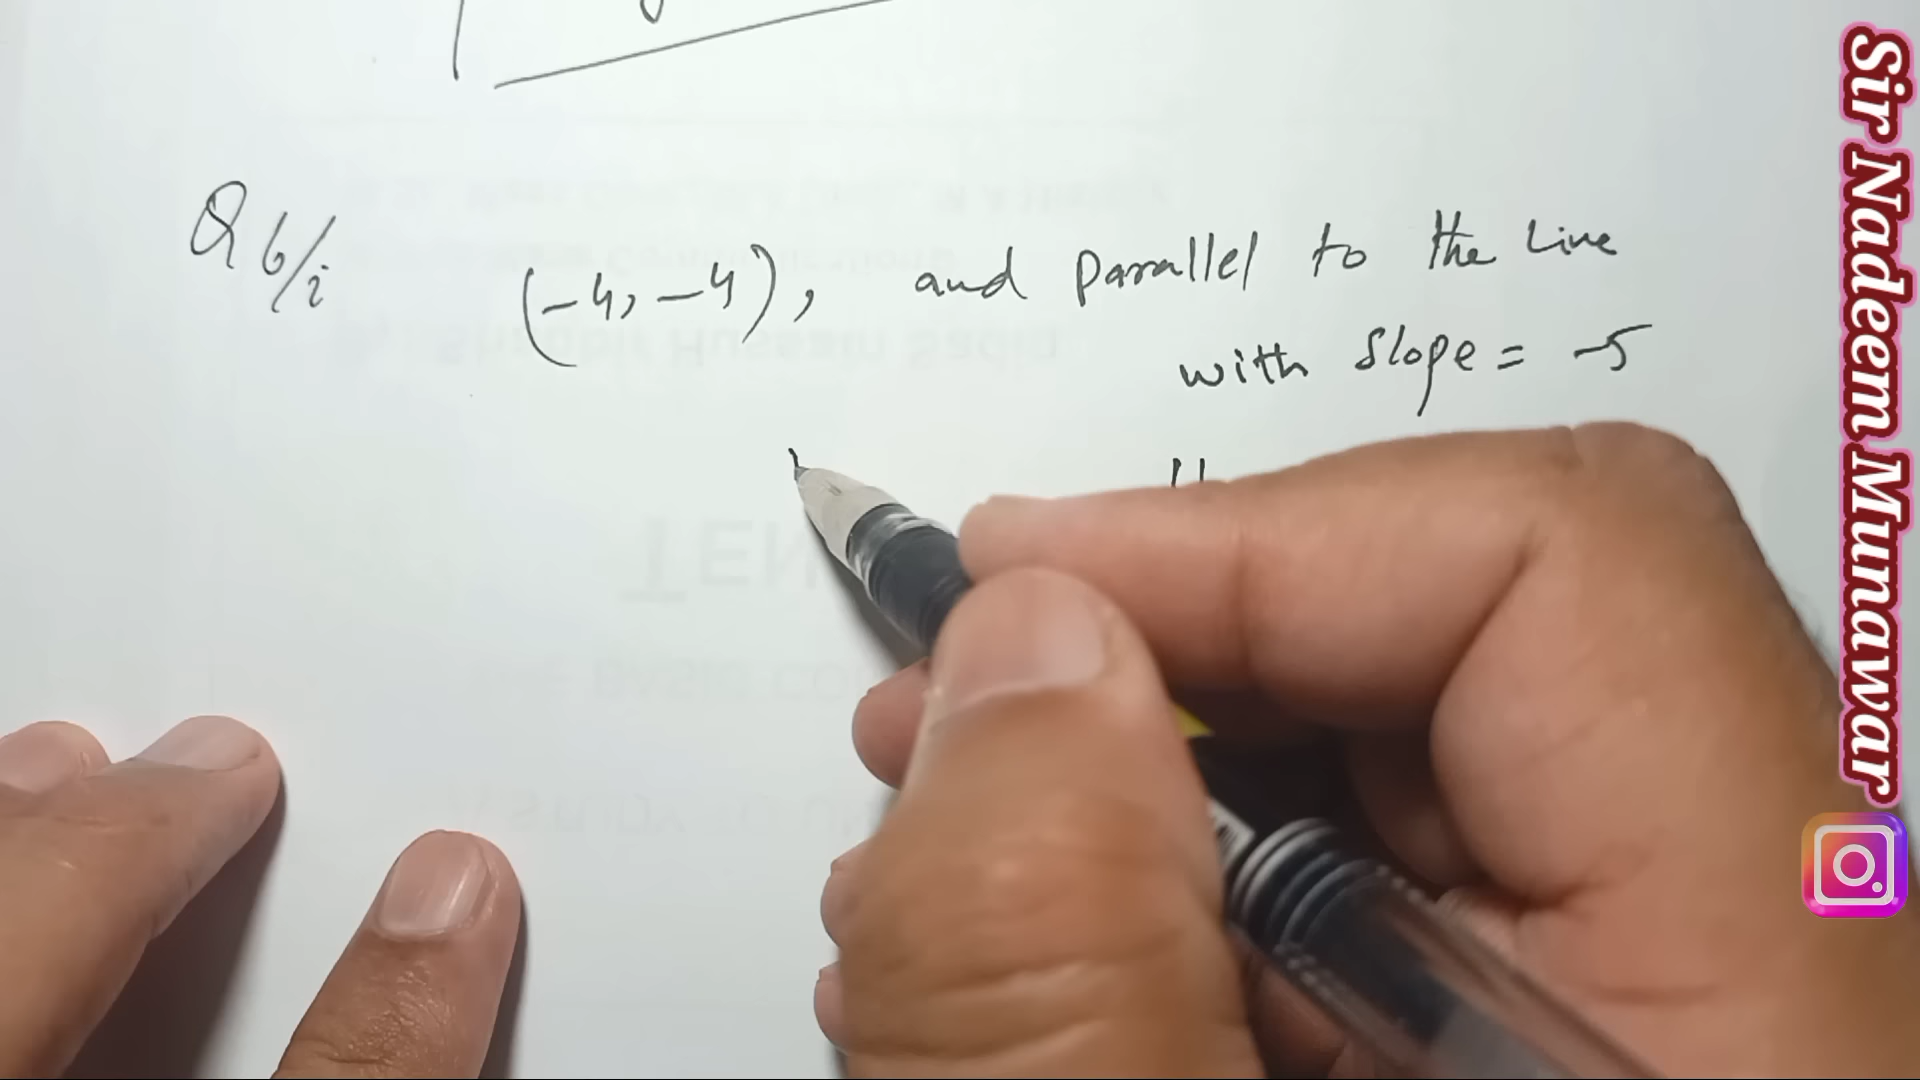 Q6/i
(-4, -4), and Parallel to the Line
with Slope = -5
Sir Nadeem Munawar